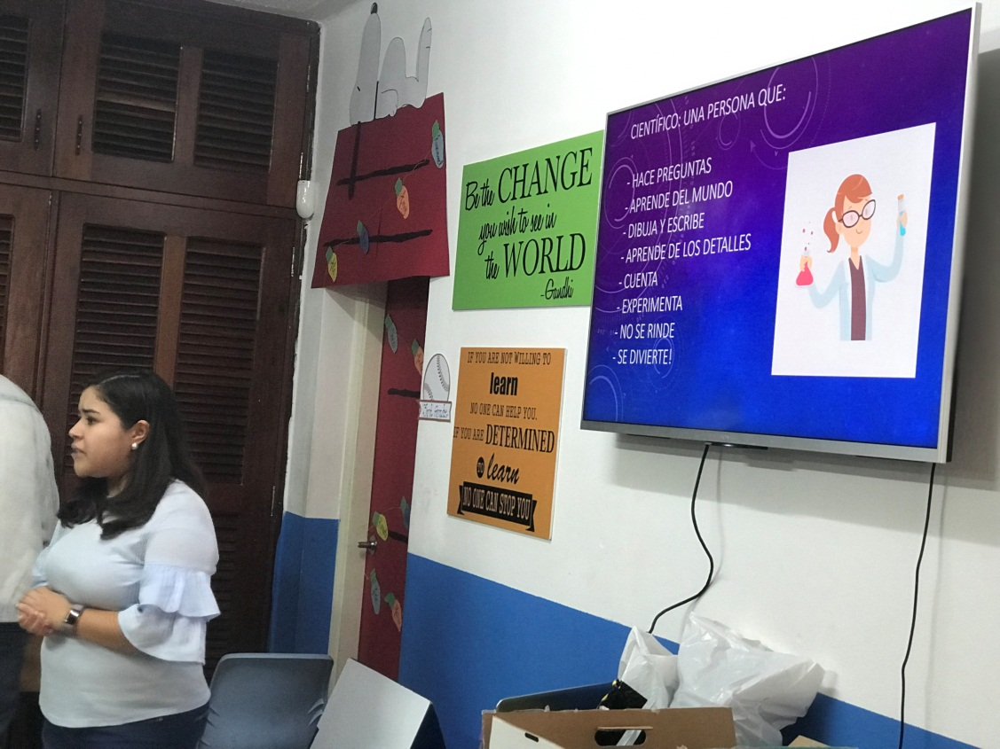 CIENTÍFICO: UNA PERSONA QUE:
- HACE PREGUNTAS
- APRENDE DEL MUNDO
- DIBUJA Y ESCRIBE
- APRENDE DE LOS DETALLES
- CUENTA
- EXPERIMENTA
- NO SE RINDE
- SE DIVIERTE!
Be the CHANGE
you wish to see in
the WORLD
-Gandhi
IF YOU ARE NOT WILLING TO
learn
NO ONE CAN HELP YOU.
IF YOU ARE DETERMINED
TO learn
NO ONE CAN STOP YOU